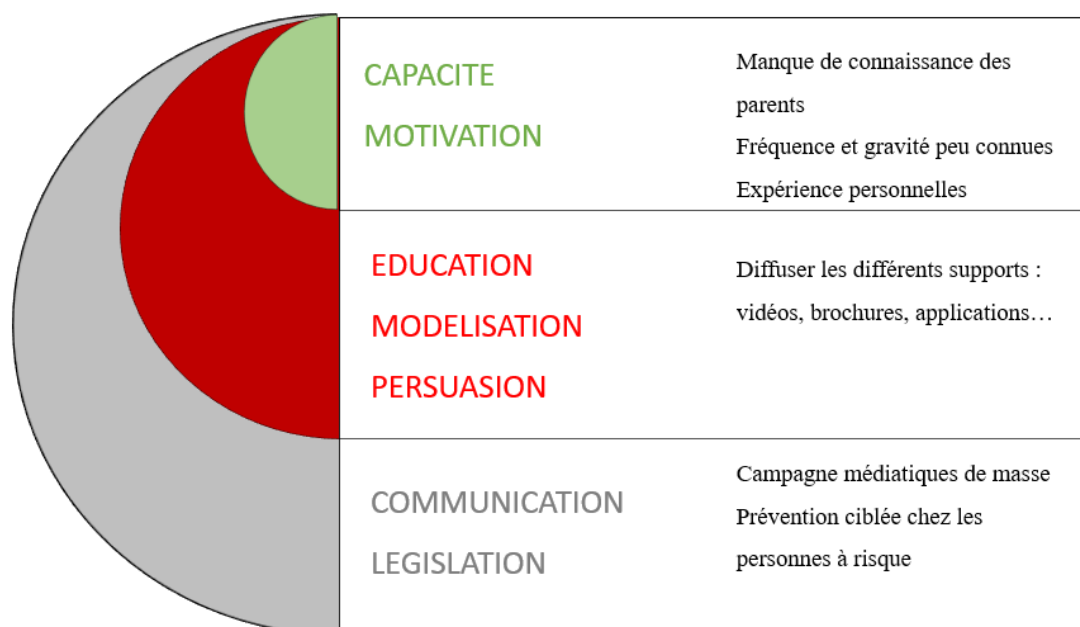 CAPACITE
MOTIVATION
Manque de connaissance des
parents
Fréquence et gravité peu connues
Expérience personnelles
EDUCATION
MODELISATION
PERSUASION
Diffuser les différents supports :
vidéos, brochures, applications…
COMMUNICATION
LEGISLATION
Campagne médiatiques de masse
Prévention ciblée chez les
personnes à risque